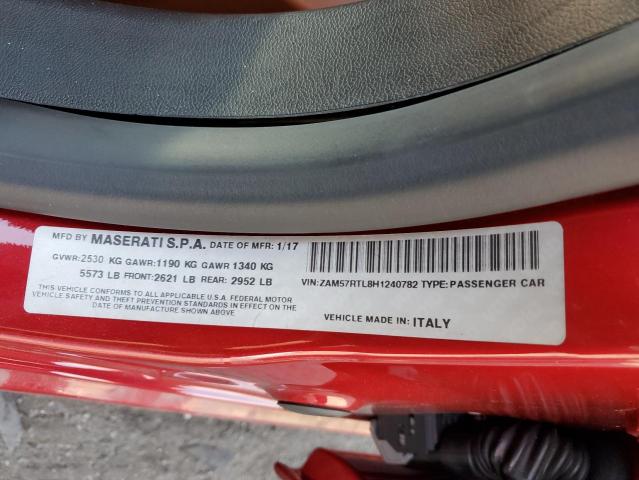 MFD BY MASERATI S.P.A. DATE OF MFR: 1/17
GVWR:2530 KG GAWR:1190 KG GAWR 1340 KG
5573 LB FRONT:2621 LB REAR: 2952 LB
THIS VEHICLE CONFORMS TO ALL APPLICABLE U.S.A. FEDERAL MOTOR
VEHICLE SAFETY AND THEFT PREVENTION STANDARDS IN EFFECT ON THE
DATE OF MANUFACTURE SHOWN ABOVE
VIN:ZAM57RTL8H1240782 TYPE: PASSENGER CAR
VEHICLE MADE IN: ITALY